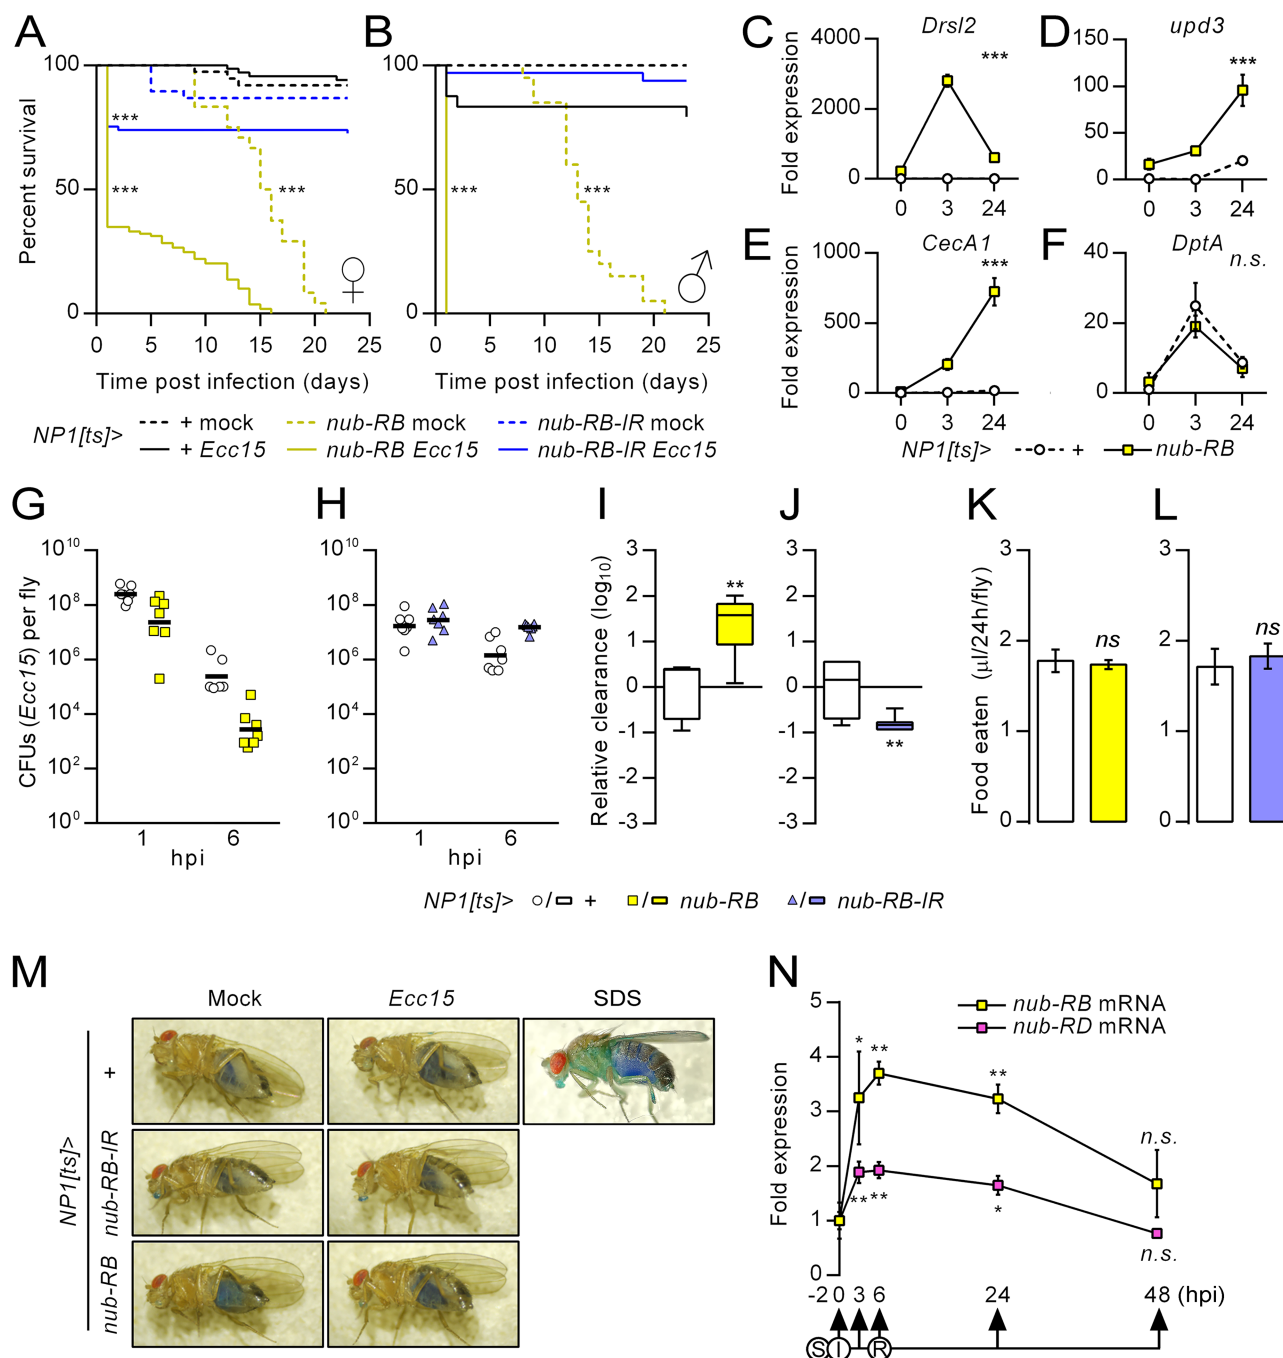 A
B
C
D
Drsl2
upd3
Percent survival
100
50
0
***
***
***
♀
0 5 10 15 20 25
Time post infection (days)
100
50
0
***
***
♂
0 5 10 15 20 25
Time post infection (days)
Fold expression
4000
2000
0
***
0 3 24
150
100
50
0
***
0 3 24
E
CecA1
F
DptA
Fold expression
1000
500
0
***
0 3 24
40
20
0
n.s.
0 3 24
NP1[ts]>
+ mock
nub-RB mock
nub-RB-IR mock
+ Ecc15
nub-RB Ecc15
nub-RB-IR Ecc15
NP1[ts]> + nub-RB
G
H
I
J
K
L
CFUs (Ecc15) per fly
10^10
10^8
10^6
10^4
10^2
10^0
1 6
hpi
10^10
10^8
10^6
10^4
10^2
10^0
1 6
hpi
Relative clearance (log10)
3
2
1
0
-1
-2
-3
**
3
2
1
0
-1
-2
-3
**
Food eaten (µl/24h/fly)
3
2
1
0
ns
3
2
1
0
ns
NP1[ts]> / + / nub-RB / nub-RB-IR
M
Mock
Ecc15
SDS
NP1[ts]>
+
nub-RB-IR
nub-RB
N
nub-RB mRNA
nub-RD mRNA
Fold expression
5
4
3
2
1
0
* ** ** n.s.
** ** * n.s.
-2 0 3 6 24 48 (hpi)
S I R